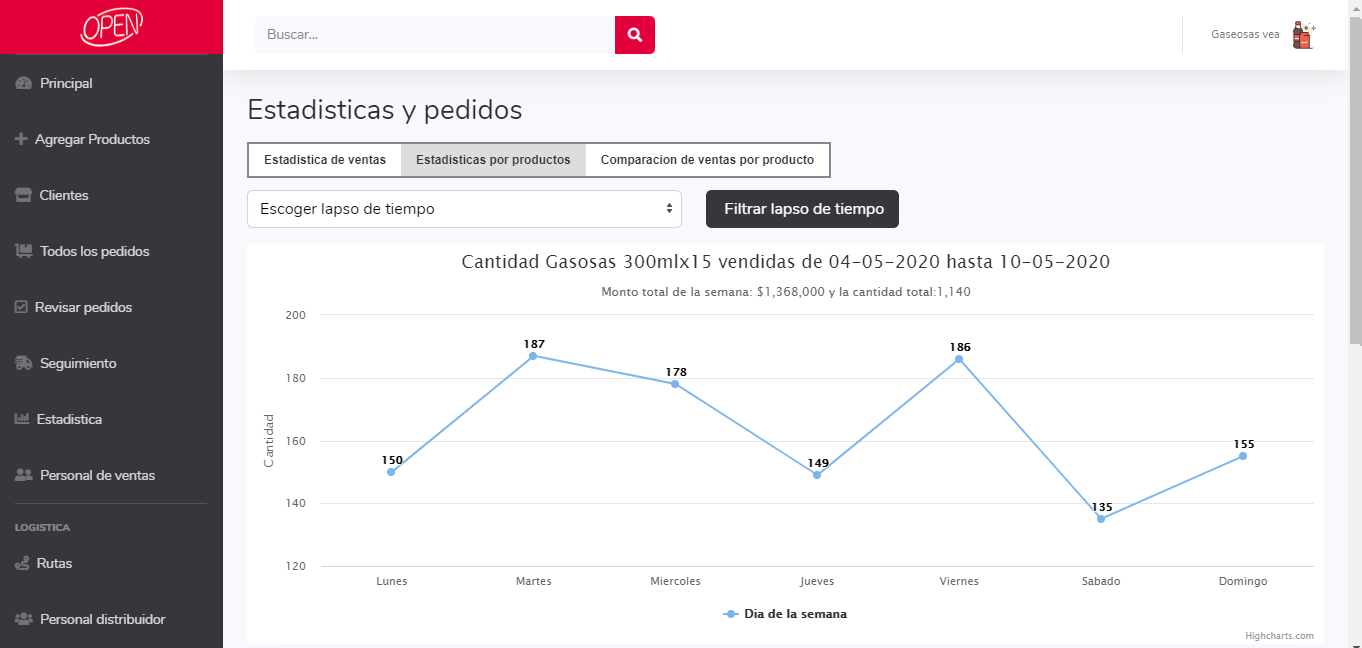 OPEN
Buscar...
Gaseosas vea
Principal
Agregar Productos
Clientes
Todos los pedidos
Revisar pedidos
Seguimiento
Estadistica
Personal de ventas
LOGISTICA
Rutas
Personal distribuidor
Estadisticas y pedidos
Estadistica de ventas Estadisticas por productos Comparacion de ventas por producto
Escoger lapso de tiempo Filtrar lapso de tiempo
Cantidad Gasosas 300mlx15 vendidas de 04-05-2020 hasta 10-05-2020
Monto total de la semana: $1,368,000 y la cantidad total:1,140
Cantidad
200
180
160
140
120
150
187
178
149
186
135
155
Lunes Martes Miercoles Jueves Viernes Sabado Domingo
Dia de la semana
Highcharts.com